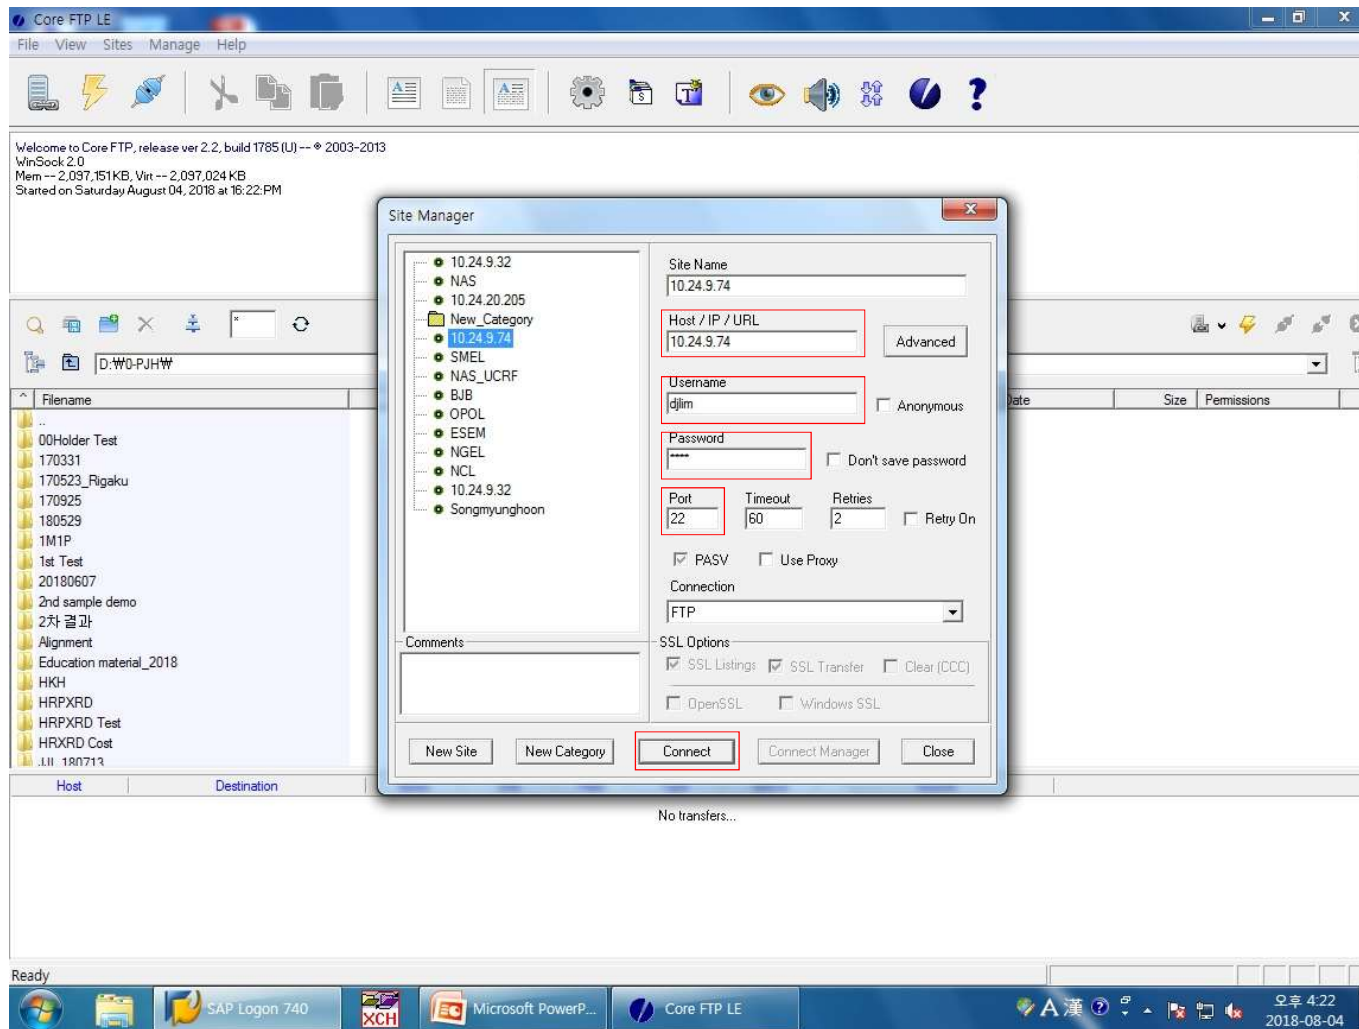 Core FTP LE
File View Sites Manage Help
Welcome to Core FTP, release ver 2.2, build 1785 (U) -- © 2003-2013
WinSock 2.0
Mem -- 2,097,151 KB, Virt -- 2,097,024 KB
Started on Saturday August 04, 2018 at 16:22:PM
Site Manager
10.24.9.32
NAS
10.24.20.205
New_Category
10.24.9.74
SMEL
NAS_UCRF
BJB
OPOL
ESEM
NGEL
NCL
10.24.9.32
Songmyunghoon
Comments
Site Name
10.24.9.74
Host / IP / URL
10.24.9.74
Advanced
Username
djlim
Anonymous
Password
****
Don't save password
Port Timeout Retries
22 60 2 Retry On
PASV Use Proxy
Connection
FTP
SSL Options
SSL Listings SSL Transfer Clear (CCC)
OpenSSL Windows SSL
New Site New Category Connect Connect Manager Close
*
D:₩0-PJH₩
^ Filename
..
00Holder Test
170331
170523_Rigaku
170925
180529
1M1P
1st Test
20180607
2nd sample demo
2차 결과
Alignment
Education material_2018
HKH
HRPXRD
HRPXRD Test
HRXRD Cost
JJL 180713
Date Size Permissions
Host Destination
No transfers...
Ready
SAP Logon 740
XCH
Microsoft PowerP...
Core FTP LE
A 漢
오후 4:22
2018-08-04